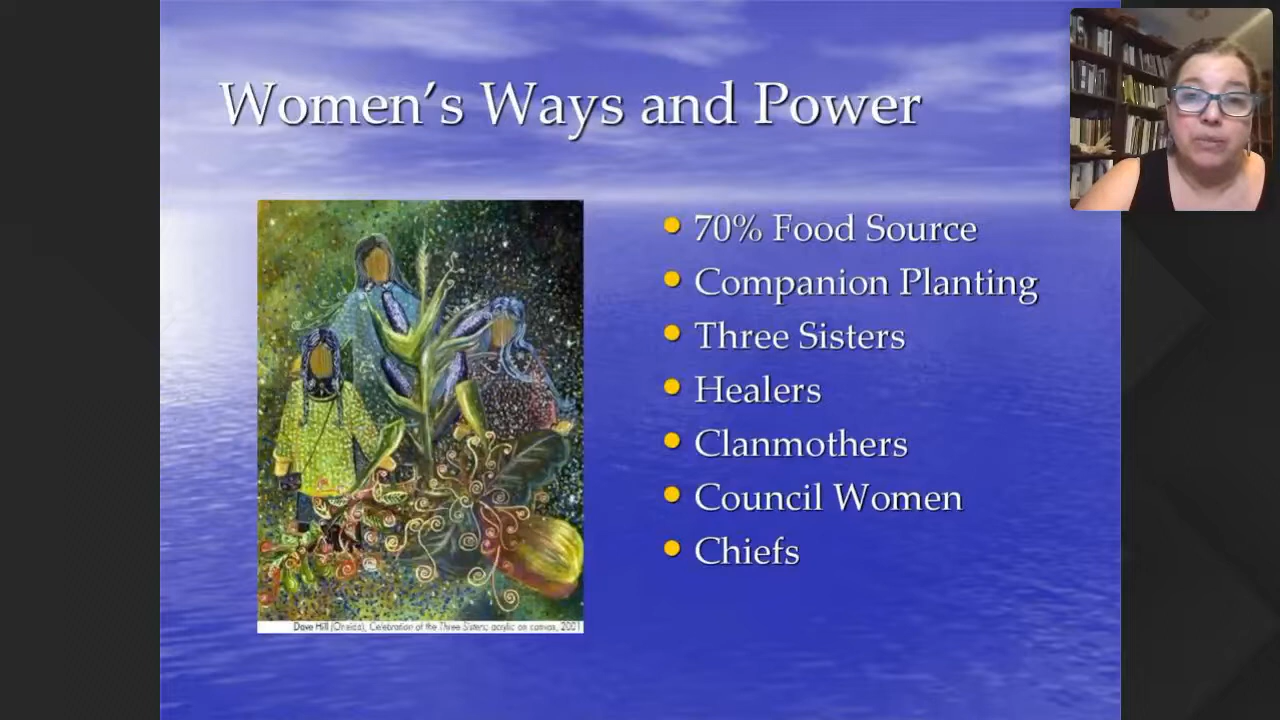 Women’s Ways and Power
70% Food Source
Companion Planting
Three Sisters
Healers
Clanmothers
Council Women
Chiefs
Dave Hill (Oneida), Celebration of the Three Sisters; acrylic on canvas, 2001